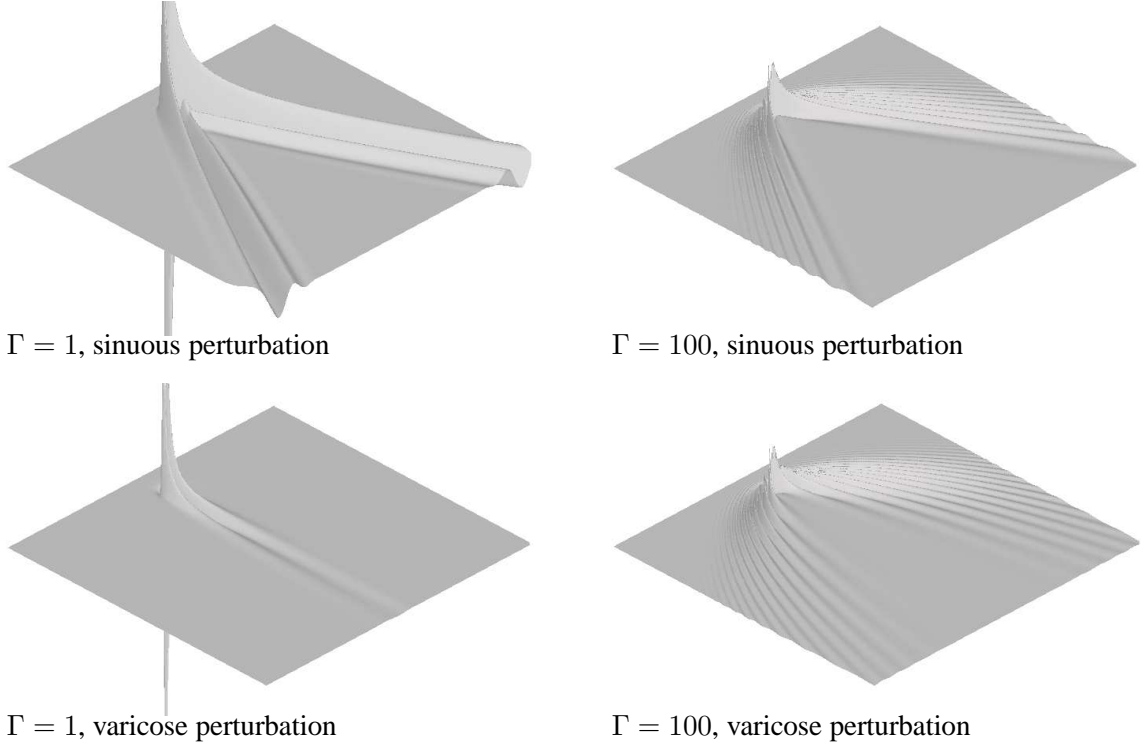 Γ = 1, sinuous perturbation
Γ = 100, sinuous perturbation
Γ = 1, varicose perturbation
Γ = 100, varicose perturbation